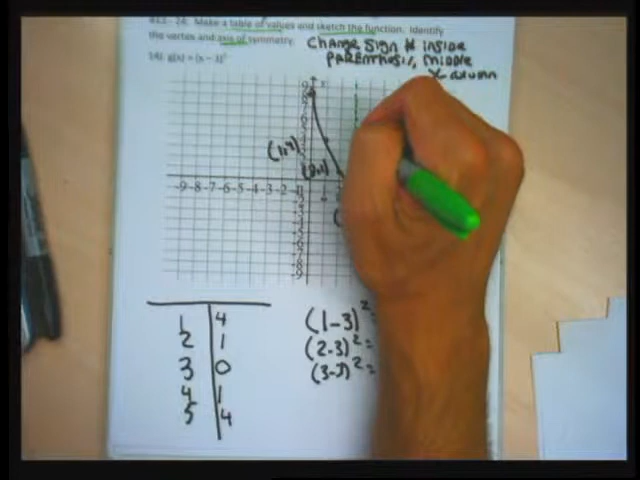 #13 - 24: Make a table of values and sketch the function. Identify
the vertex and axis of symmetry.
Change Sign # inside
PARENTHESIS, middle
X-column
14) g(x) = (x - 3)²
(1,4)
(2,1)
-9 -8 -7 -6 -5 -4 -3 -2 -1
1 4
2 1
3 0
4 1
5 4
(1-3)²=
(2-3)²=
(3-3)²=